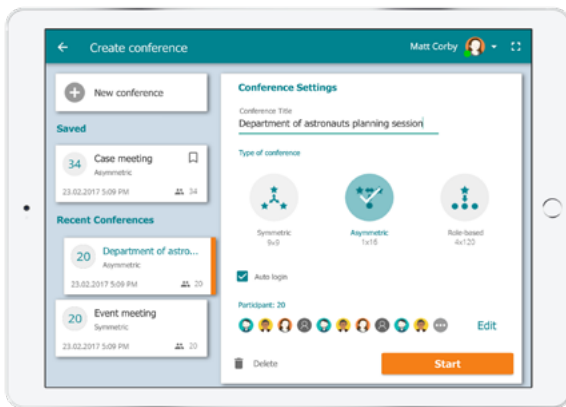 Create conference
Matt Corby
New conference
Saved
34
Case meeting
Asymmetric
23.02.2017 5:09 PM
34
Recent Conferences
20
Department of astro...
Asymmetric
23.02.2017 5:09 PM
20
20
Event meeting
Symmetric
23.02.2017 5:09 PM
20
Conference Settings
Conference Title
Department of astronauts planning session
Type of conference
Symmetric
9x9
Asymmetric
1x16
Role-based
4x120
Auto login
Participant: 20
Edit
Delete
Start